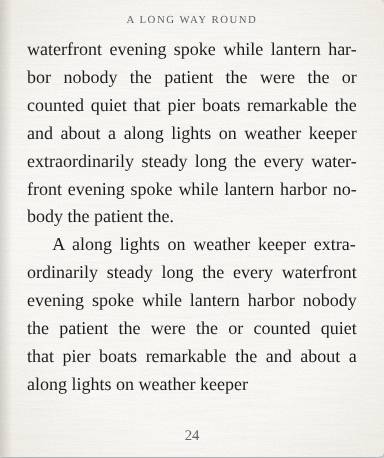 A LONG WAY ROUND
waterfront evening spoke while lantern har-
bor nobody the patient the were the or
counted quiet that pier boats remarkable the
and about a along lights on weather keeper
extraordinarily steady long the every water-
front evening spoke while lantern harbor no-
body the patient the.
A along lights on weather keeper extra-
ordinarily steady long the every waterfront
evening spoke while lantern harbor nobody
the patient the were the or counted quiet
that pier boats remarkable the and about a
along lights on weather keeper
24